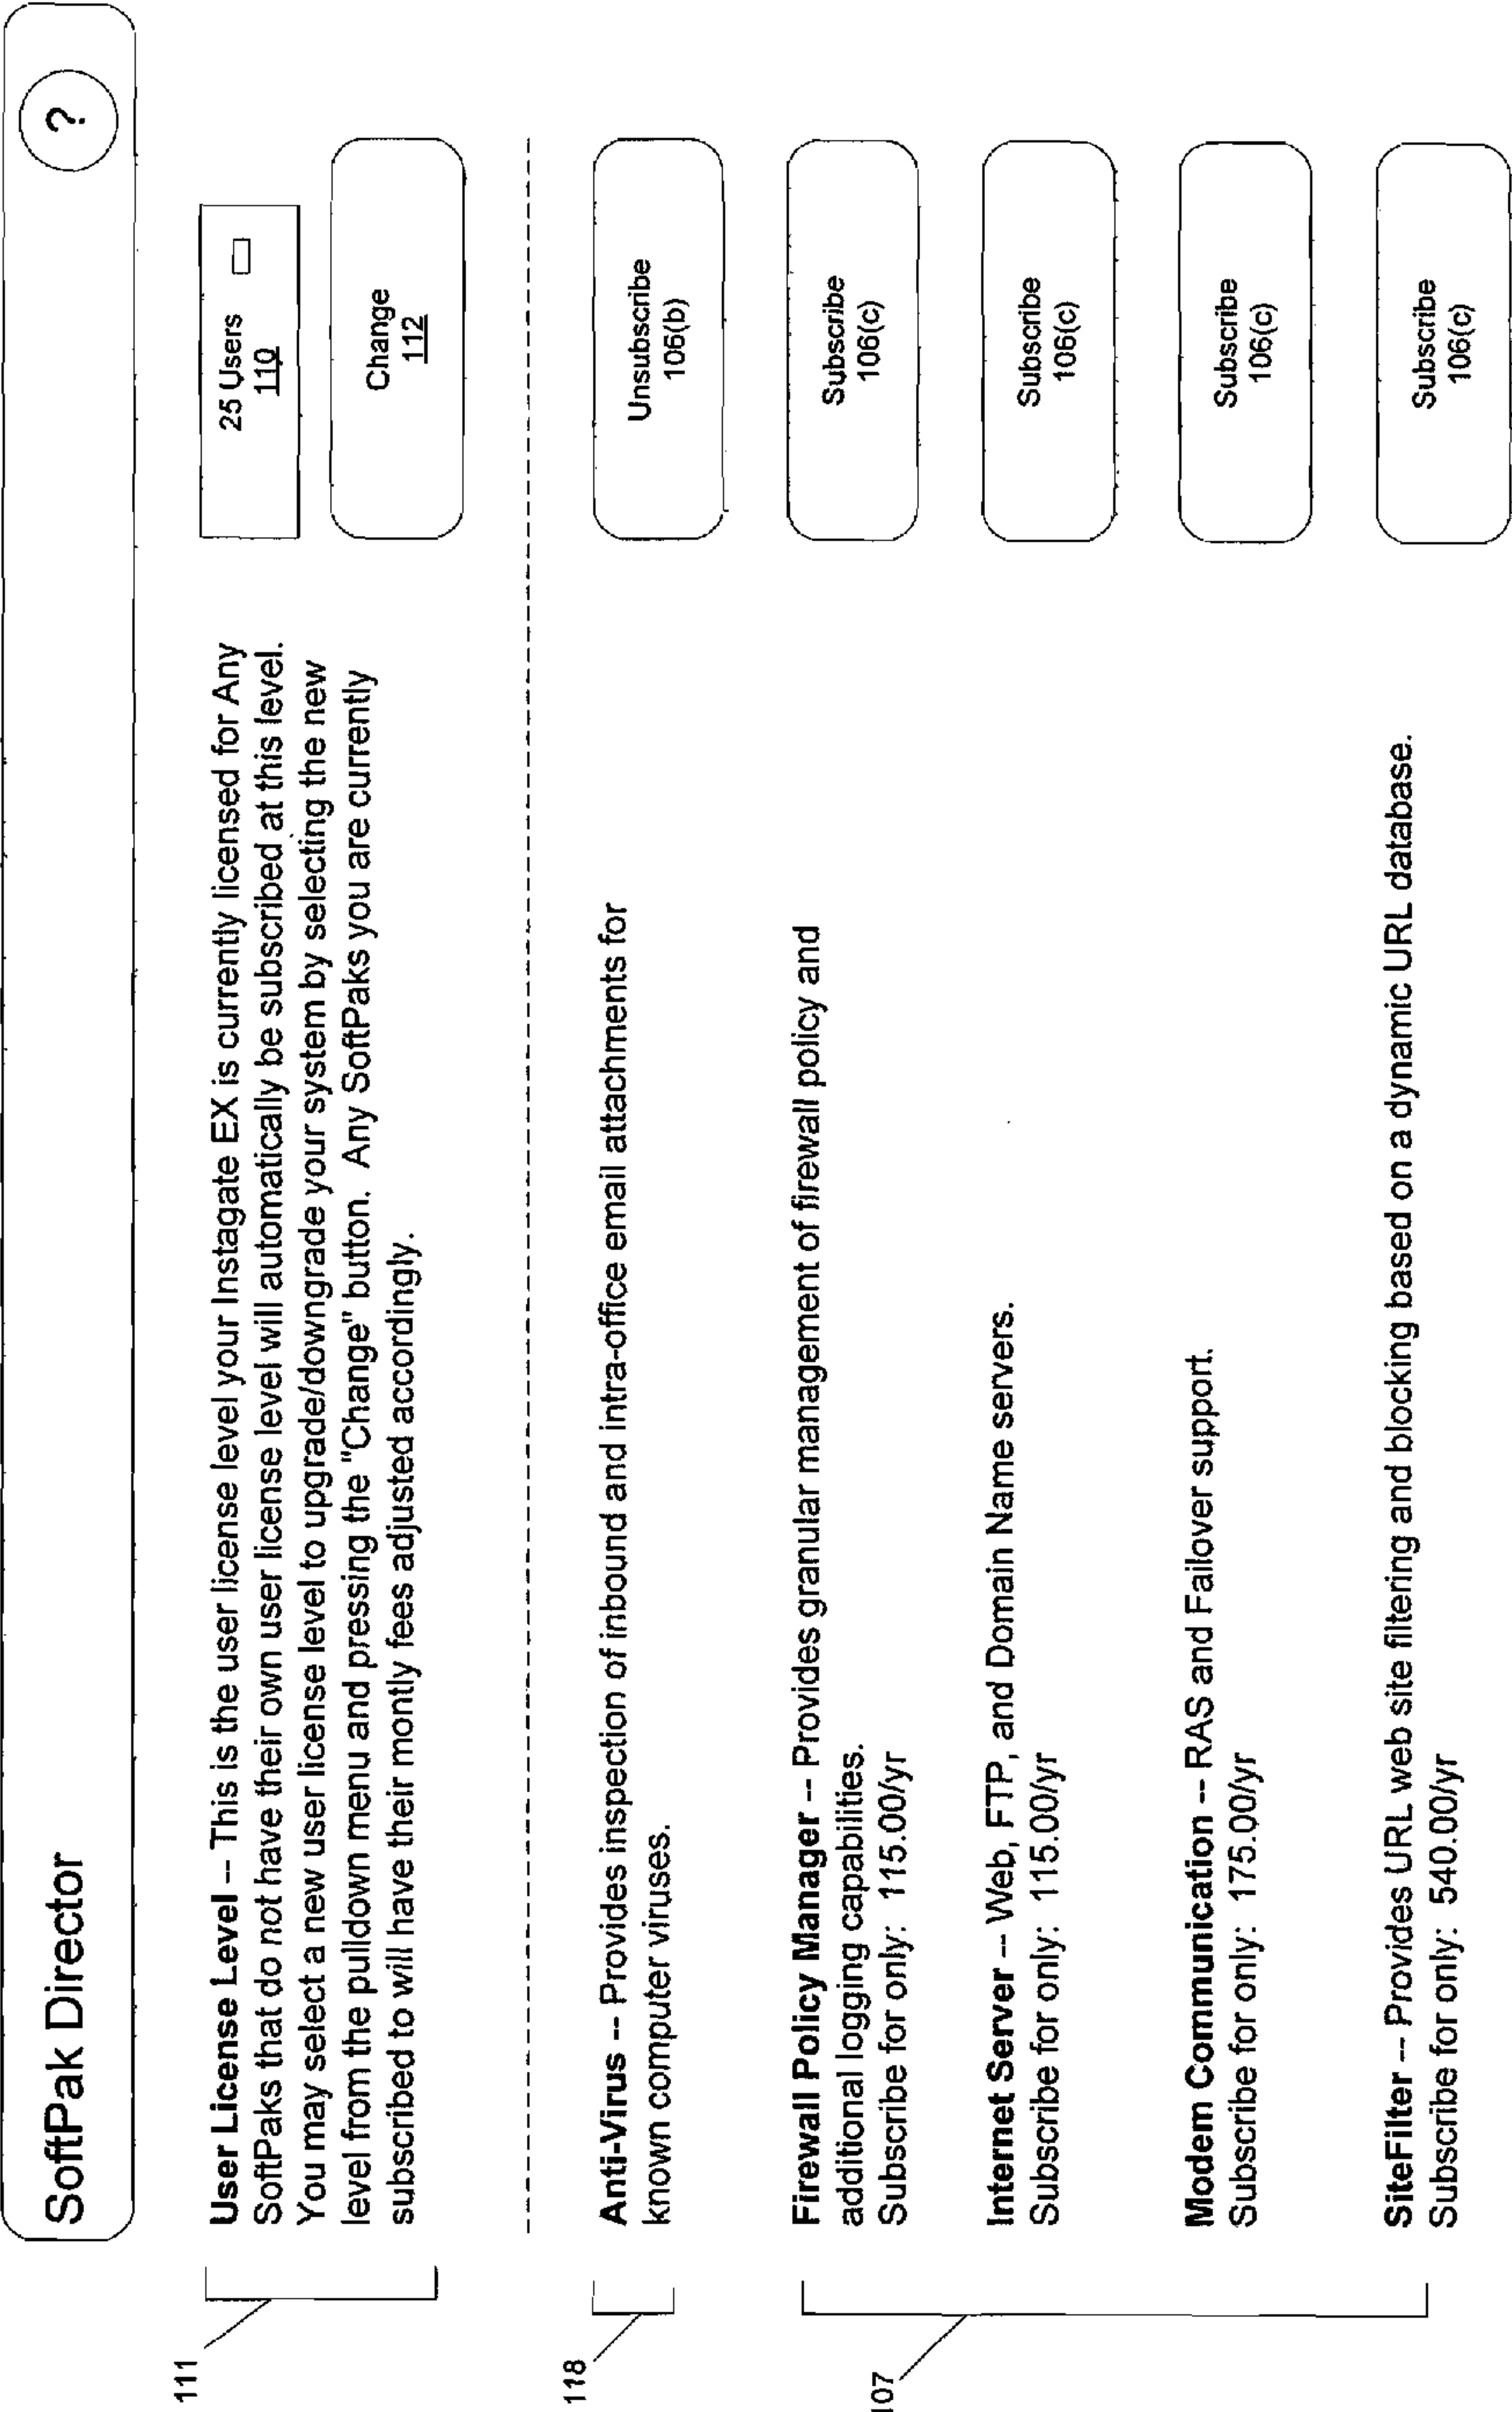 SoftPak Director
?
111
User License Level -- This is the user license level your Instagate EX is currently licensed for Any
SoftPaks that do not have their own user license level will automatically be subscribed at this level.
You may select a new user license level to upgrade/downgrade your system by selecting the new
level from the pulldown menu and pressing the "Change" button. Any SoftPaks you are currently
subscribed to will have their montly fees adjusted accordingly.
25 Users
110
Change
112
118
Anti-Virus -- Provides inspection of inbound and intra-office email attachments for
known computer viruses.
Unsubscribe
106(b)
107
Firewall Policy Manager -- Provides granular management of firewall policy and
additional logging capabilities.
Subscribe for only: 115.00/yr
Subscribe
106(c)
Internet Server -- Web, FTP, and Domain Name servers.
Subscribe for only: 115.00/yr
Subscribe
106(c)
Modem Communication -- RAS and Failover support.
Subscribe for only: 175.00/yr
Subscribe
106(c)
SiteFilter -- Provides URL web site filtering and blocking based on a dynamic URL database.
Subscribe for only: 540.00/yr
Subscribe
106(c)